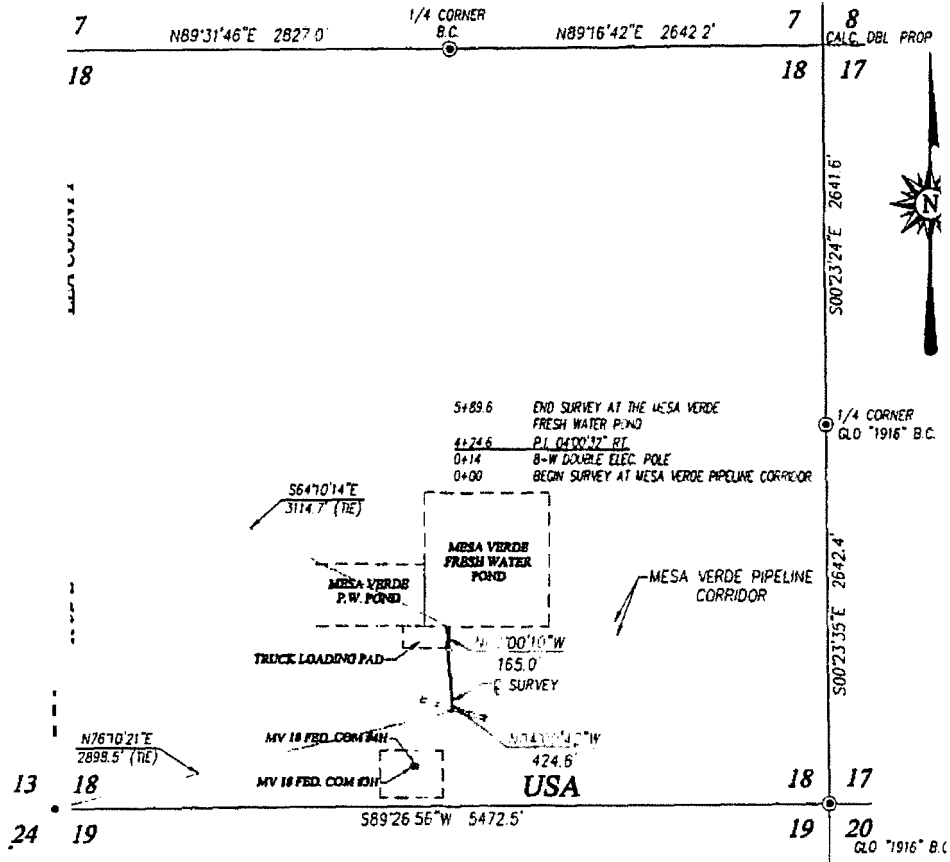 1/4 CORNER
B.C.
7
N89°31'46"E 2827.0'
N89°16'42"E 2642.2'
7
8
CALC. DBL PROP
18
18
17
S00°23'24"E 2641.6'
N
5+89.6 END SURVEY AT THE MESA VERDE
FRESH WATER POND
4+24.6 P.I. 04°00'32" RT.
0+14 8-W DOUBLE ELEC. POLE
0+00 BEGIN SURVEY AT MESA VERDE PIPELINE CORRIDOR
1/4 CORNER
GLO "1916" B.C.
S64°10'14"E
3114.7' (TIE)
MESA VERDE
FRESH WATER
POND
MESA VERDE
P.W. POND
MESA VERDE PIPELINE
CORRIDOR
S00°23'35"E 2642.4'
TRUCK LOADING PAD
165.0'
SURVEY
MV 18 FED. COM
424.6'
N76°10'21"E
2898.5' (TIE)
MV 18 FED. COM
USA
13
18
18
17
S89°26'56"W 5472.5'
24
19
19
20
GLO "1916" B.C.